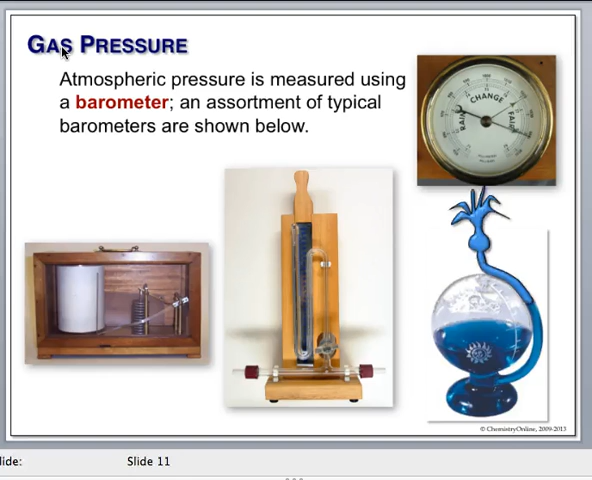 GAS PRESSURE
Atmospheric pressure is measured using
a barometer; an assortment of typical
barometers are shown below.
RAIN CHANGE FAIR
© ChemistryOnline, 2009-2013
lide:
Slide 11